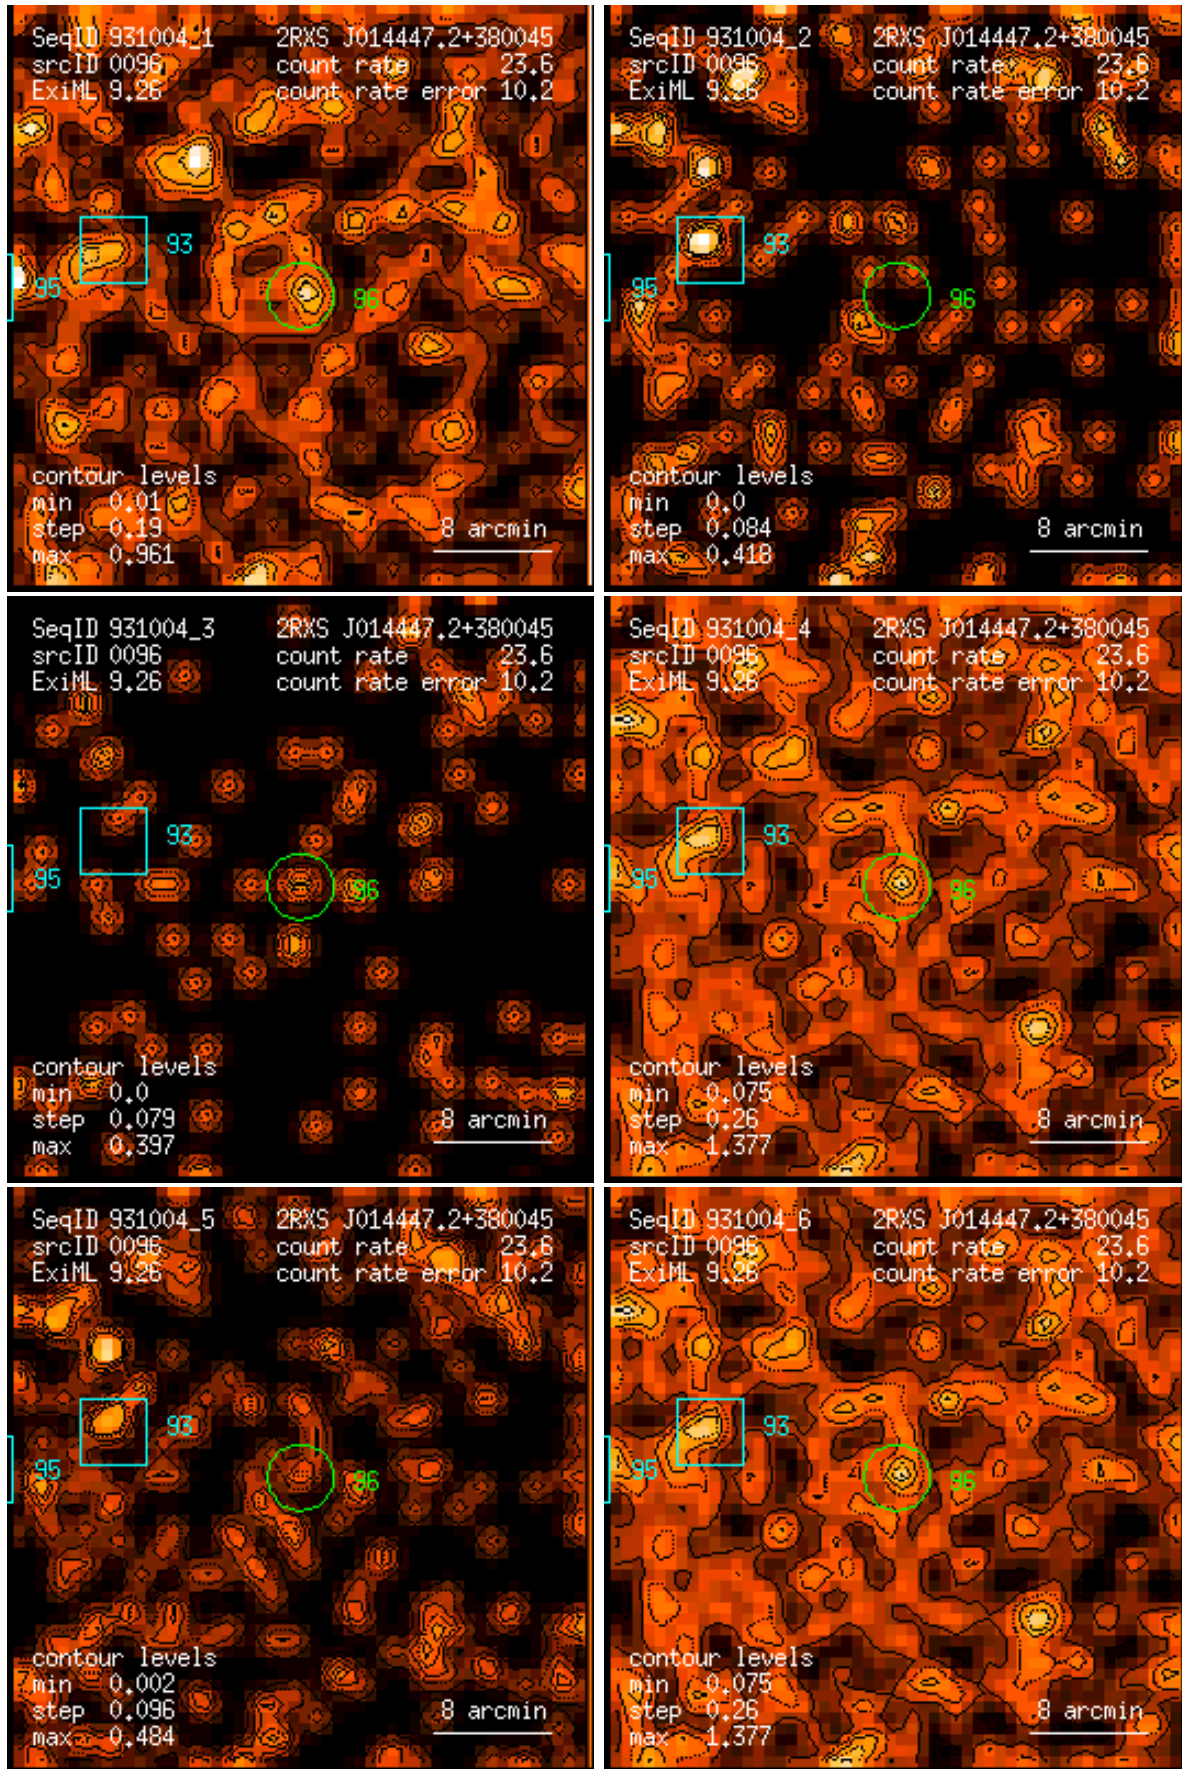 SeqID 931004_1 2RXS J014447.2+380045
srcID 0096 count rate 23.6
ExiML 9.26 count rate error 10.2
93
95
96
contour levels
min 0.01
step 0.19
max 0.961
8 arcmin
SeqID 931004_2 2RXS J014447.2+380045
srcID 0096 count rate 23.6
ExiML 9.26 count rate error 10.2
93
95
96
contour levels
min 0.0
step 0.084
max 0.418
8 arcmin
SeqID 931004_3 2RXS J014447.2+380045
srcID 0096 count rate 23.6
ExiML 9.26 count rate error 10.2
93
95
96
contour levels
min 0.0
step 0.079
max 0.397
8 arcmin
SeqID 931004_4 2RXS J014447.2+380045
srcID 0096 count rate 23.6
ExiML 9.26 count rate error 10.2
93
95
96
contour levels
min 0.075
step 0.26
max 1.377
8 arcmin
SeqID 931004_5 2RXS J014447.2+380045
srcID 0096 count rate 23.6
ExiML 9.26 count rate error 10.2
93
95
96
contour levels
min 0.002
step 0.096
max 0.484
8 arcmin
SeqID 931004_6 2RXS J014447.2+380045
srcID 0096 count rate 23.6
ExiML 9.26 count rate error 10.2
93
95
96
contour levels
min 0.075
step 0.26
max 1.377
8 arcmin